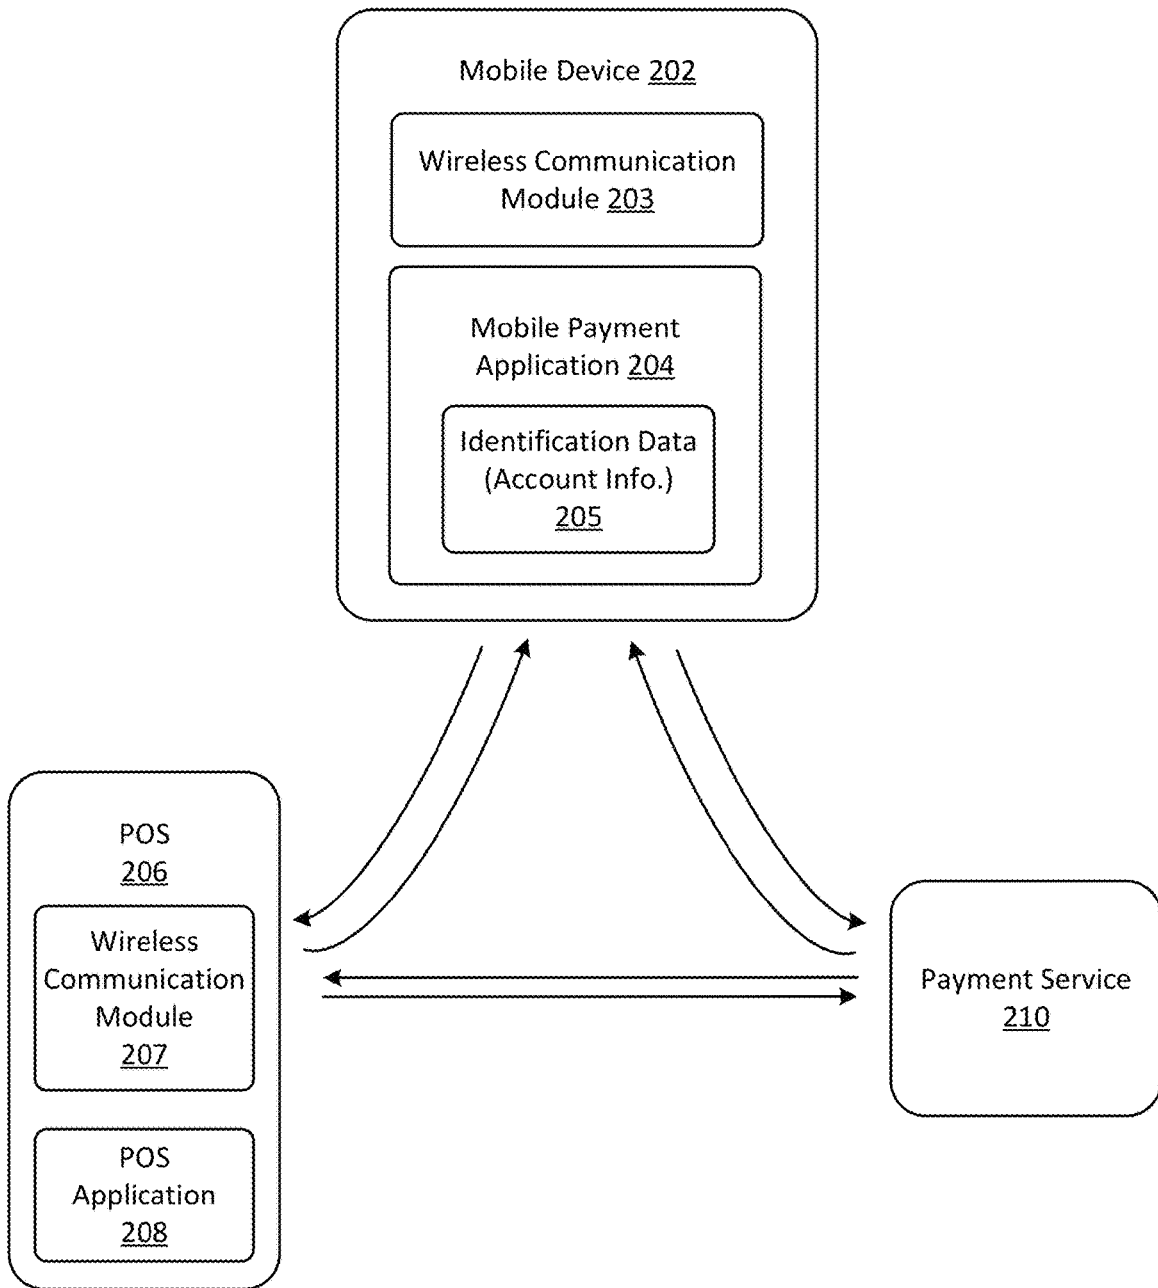 Mobile Device 202
Wireless Communication
Module 203
Mobile Payment
Application 204
Identification Data
(Account Info.)
205
POS
206
Wireless
Communication
Module
207
POS
Application
208
Payment Service
210